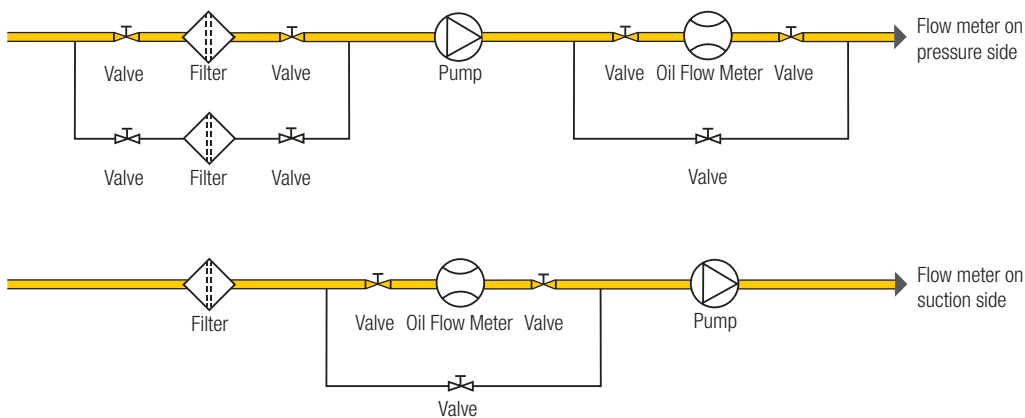 Flow meter on
pressure side
Valve Filter Valve Pump Valve Oil Flow Meter Valve
Valve Filter Valve Valve
Flow meter on
suction side
Filter Valve Oil Flow Meter Valve Pump
Valve